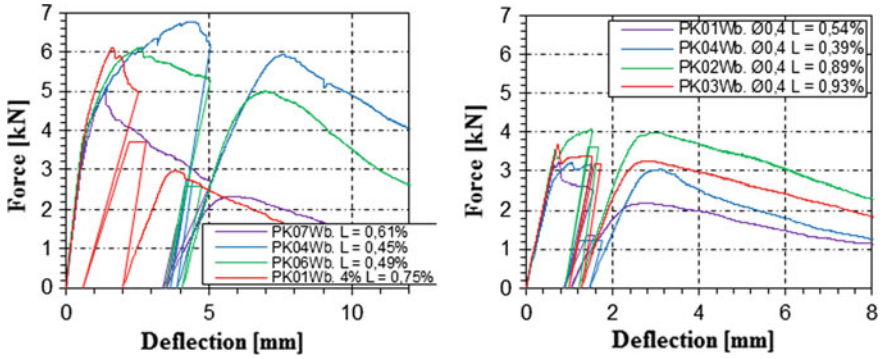 Force [kN]
7
6
5
4
3
2
1
0
PK07Wb. L = 0,61%
PK04Wb. L = 0,45%
PK06Wb. L = 0,49%
PK01Wb. 4% L = 0,75%
0 5 10
Deflection [mm]
Force [kN]
6
5
4
3
2
1
0
PK01Wb. Ø0,4 L = 0,54%
PK04Wb. Ø0,4 L = 0,39%
PK02Wb. Ø0,4 L = 0,89%
PK03Wb. Ø0,4 L = 0,93%
0 2 4 6 8
Deflection [mm]